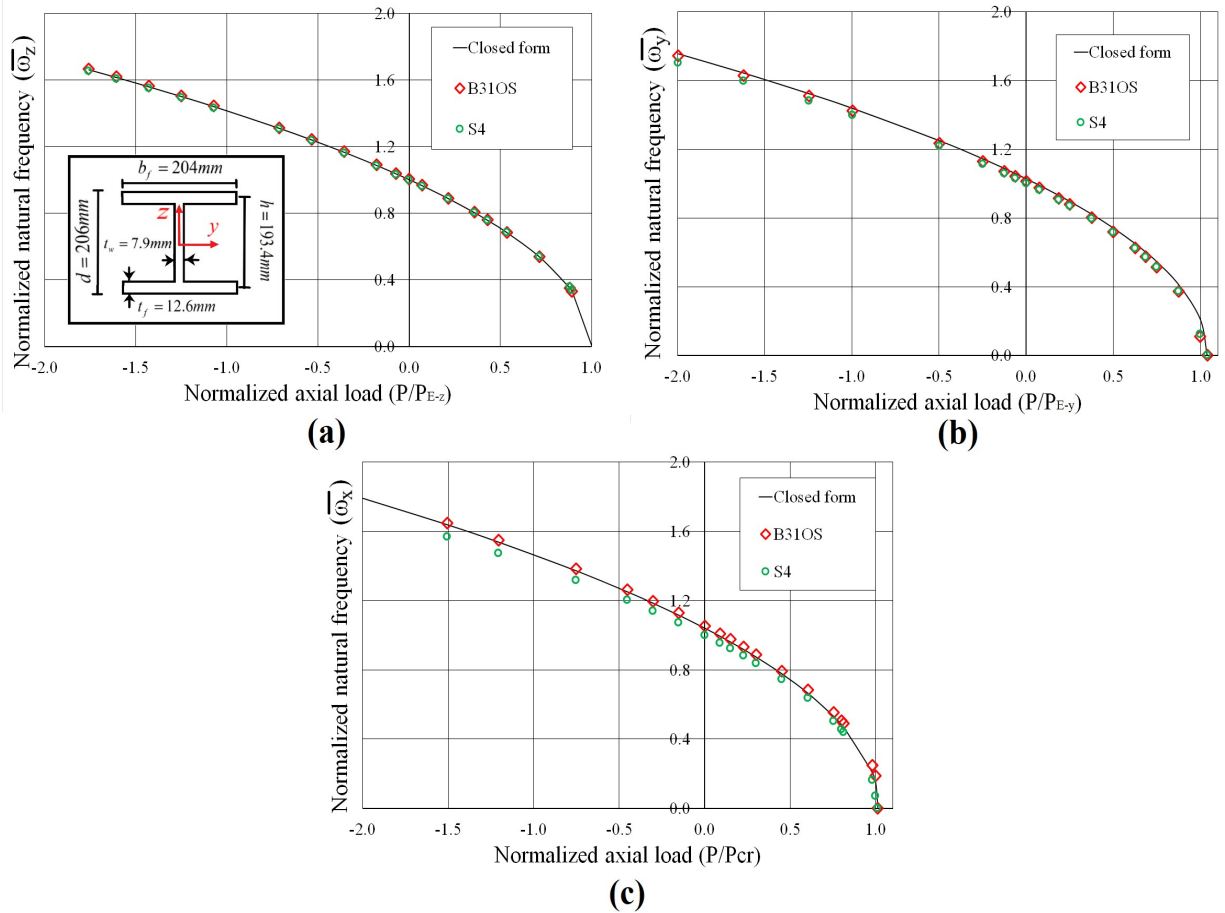 Normalized natural frequency (ω̅z)
2.0
1.6
1.2
0.8
0.4
0.0
Closed form
B31OS
S4
b_f = 204mm
d = 206mm
t_w = 7.9mm
z
y
h = 193.4mm
t_f = 12.6mm
-2.0 -1.5 -1.0 -0.5 0.0 0.5 1.0
Normalized axial load (P/P_E-z)
(a)
Normalized natural frequency (ω̅y)
2.0
1.6
1.2
0.8
0.4
0.0
Closed form
B31OS
S4
-2.0 -1.5 -1.0 -0.5 0.0 0.5 1.0
Normalized axial load (P/P_E-y)
(b)
Normalized natural frequency (ω̅x)
2.0
1.6
1.2
0.8
0.4
0.0
Closed form
B31OS
S4
-2.0 -1.5 -1.0 -0.5 0.0 0.5 1.0
Normalized axial load (P/Pcr)
(c)